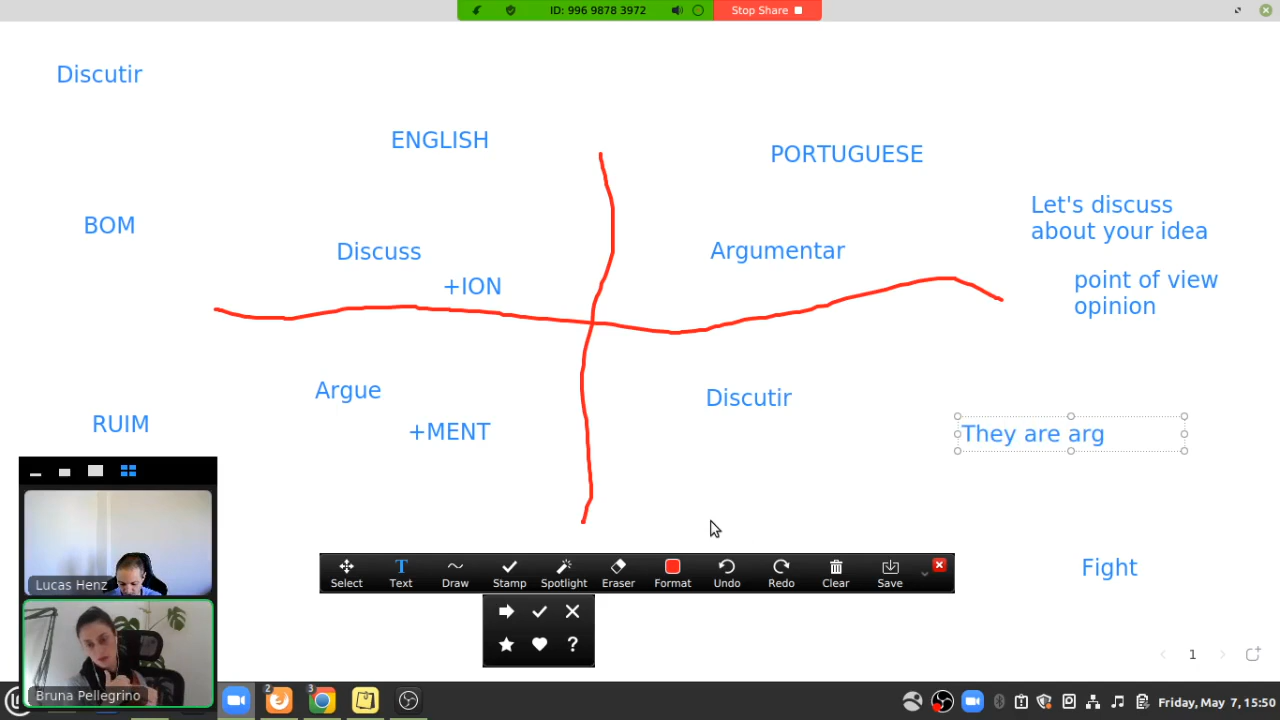 ID: 996 9878 3972
Stop Share
Discutir
ENGLISH
PORTUGUESE
Let's discuss
about your idea
BOM
Discuss
Argumentar
+ION
point of view
opinion
Argue
Discutir
RUIM
+MENT
They are arg
Fight
Select
Text
Draw
Stamp
Spotlight
Eraser
Format
Undo
Redo
Clear
Save
Lucas Henz
Bruna Pellegrino
1
2
3
Friday, May 7, 15:50